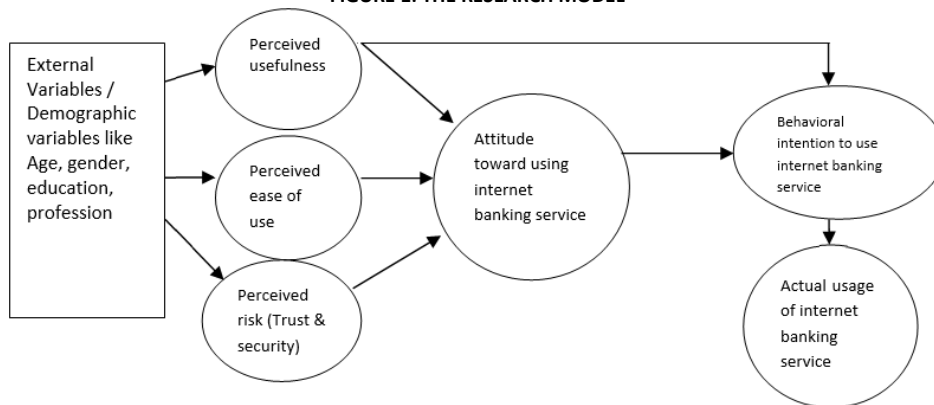 FIGURE 1: THE RESEARCH MODEL
External
Variables /
Demographic
variables like
Age, gender,
education,
profession
Perceived
usefulness
Perceived
ease of
use
Perceived
risk (Trust &
security)
Attitude
toward using
internet
banking service
Behavioral
intention to use
internet banking
service
Actual usage
of internet
banking
service